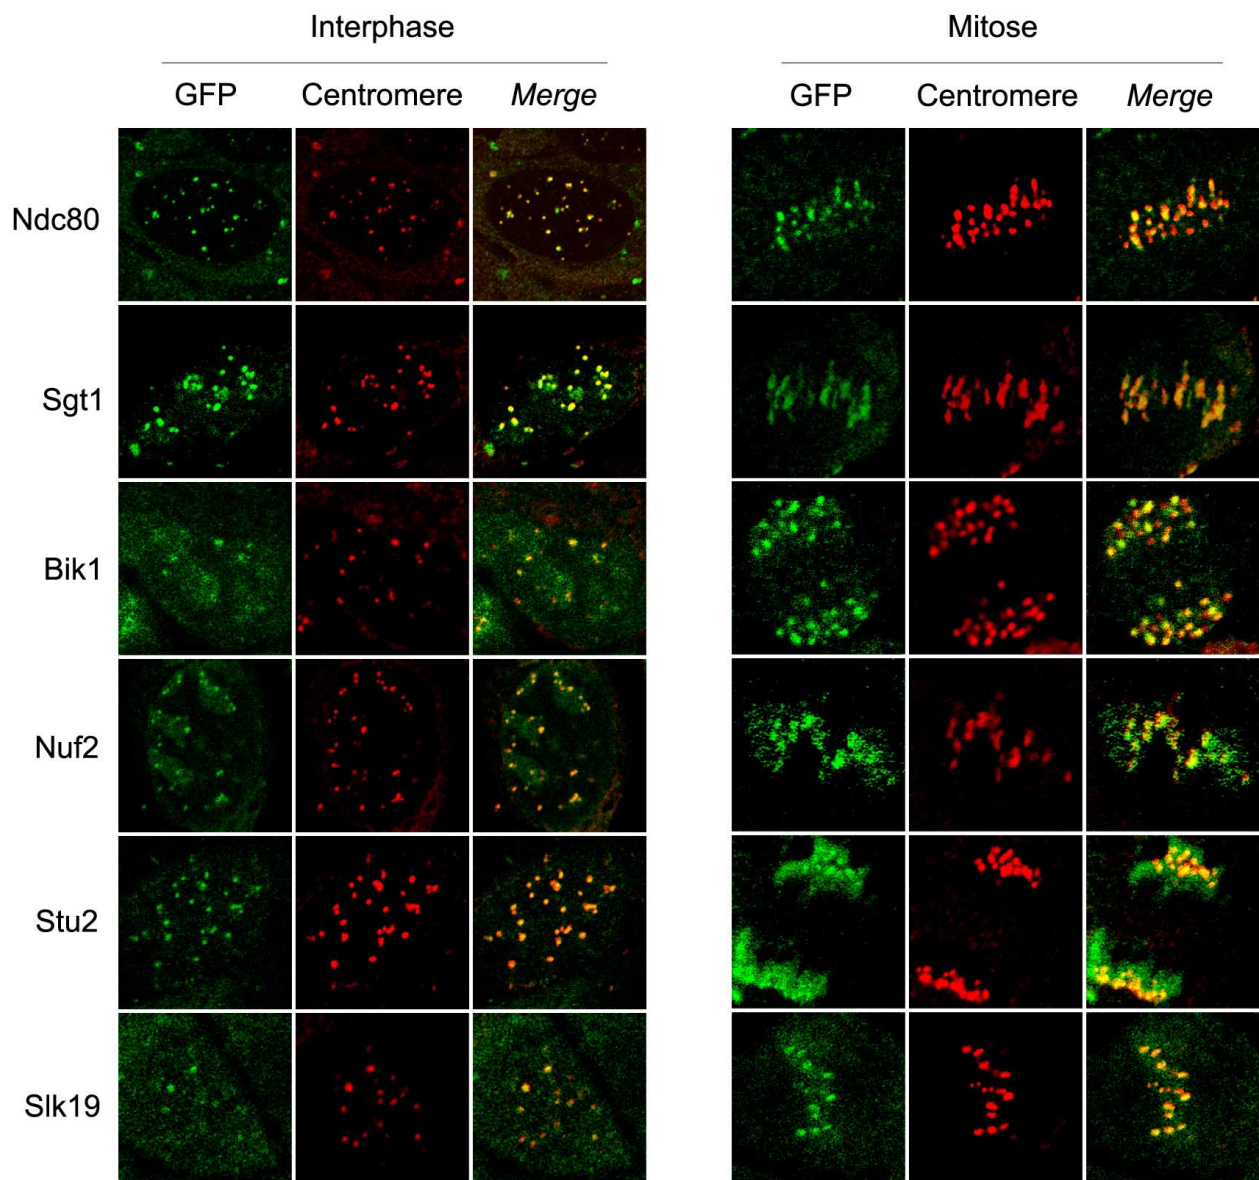 Interphase Mitose
GFP Centromere Merge GFP Centromere Merge
Ndc80
Sgt1
Bik1
Nuf2
Stu2
Slk19